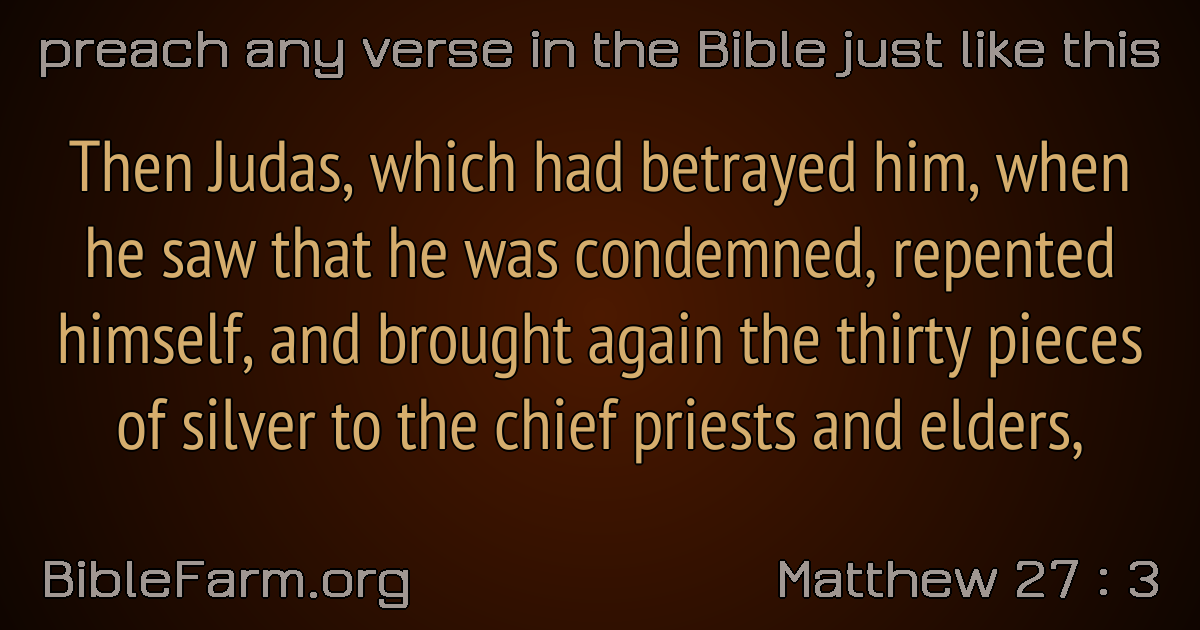 preach any verse in the Bible just like this
Then Judas, which had betrayed him, when
he saw that he was condemned, repented
himself, and brought again the thirty pieces
of silver to the chief priests and elders,
BibleFarm.org
Matthew 27 : 3